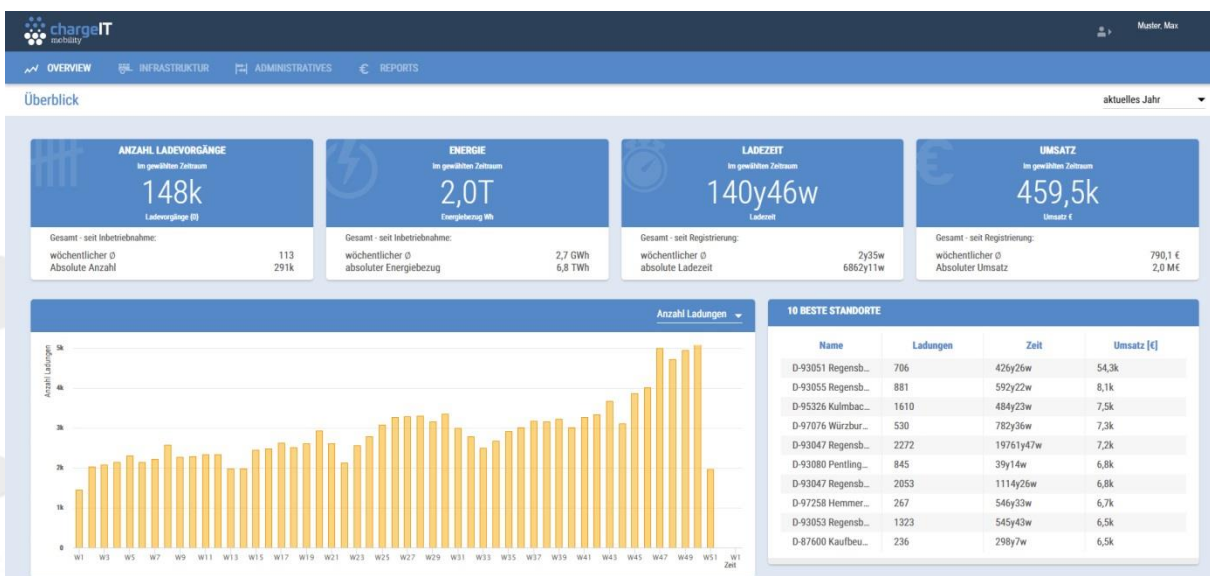 chargeIT
mobility
Muster, Max
OVERVIEW INFRASTRUKTUR ADMINISTRATIVES € REPORTS
Überblick
aktuelles Jahr
ANZAHL LADEVORGÄNGE
Im gewählten Zeitraum
148k
Ladevorgänge (0)
Gesamt - seit Inbetriebnahme:
wöchentlicher Ø 113
Absolute Anzahl 291k
ENERGIE
Im gewählten Zeitraum
2,0T
Energiebezug Wh
Gesamt - seit Inbetriebnahme:
wöchentlicher Ø 2,7 GWh
absoluter Energiebezug 6,8 TWh
LADEZEIT
Im gewählten Zeitraum
140y46w
Ladezeit
Gesamt - seit Registrierung:
wöchentlicher Ø 2y35w
absolute Ladezeit 6862y11w
€
UMSATZ
Im gewählten Zeitraum
459,5k
Umsatz €
Gesamt - seit Registrierung:
wöchentlicher Ø 790,1 €
Absoluter Umsatz 2,0 M€
Anzahl Ladungen
Anzahl Ladungen
5k
4k
3k
2k
1k
0
W1 W3 W5 W7 W9 W11 W13 W15 W17 W19 W21 W23 W25 W27 W29 W31 W33 W35 W37 W39 W41 W43 W45 W47 W49 W51 W1
Zeit
10 BESTE STANDORTE
Name Ladungen Zeit Umsatz [€]
D-93051 Regensb... 706 426y26w 54,3k
D-93055 Regensb... 881 592y22w 8,1k
D-95326 Kulmbac... 1610 484y23w 7,5k
D-97076 Würzbur... 530 782y36w 7,3k
D-93047 Regensb... 2272 19761y47w 7,2k
D-93080 Pentling... 845 39y14w 6,8k
D-93047 Regensb... 2053 1114y26w 6,8k
D-97258 Hemmer... 267 546y33w 6,7k
D-93053 Regensb... 1323 545y43w 6,5k
D-87600 Kaufbeu... 236 298y7w 6,5k